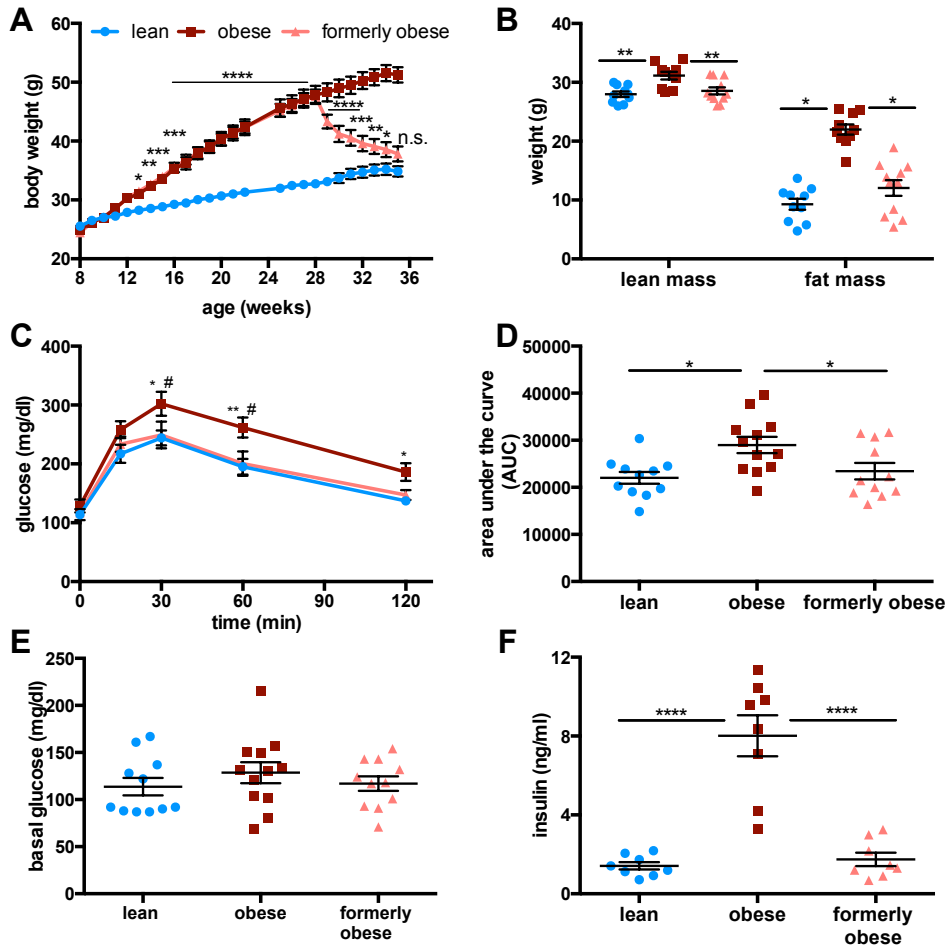 A
lean obese formerly obese
body weight (g)
60
50
40
30
20
8 12 16 20 24 28 32 36
age (weeks)
*
**
***
****
****
***
**
*
n.s.
B
weight (g)
40
30
20
10
0
** **
* *
lean mass fat mass
C
glucose (mg/dl)
400
300
200
100
0
0 30 60 90 120
time (min)
* #
** #
*
D
area under the curve
(AUC)
50000
40000
30000
20000
10000
0
* *
lean obese formerly obese
E
basal glucose (mg/dl)
250
200
150
100
50
0
lean obese formerly
obese
F
insulin (ng/ml)
12
8
4
0
**** ****
lean obese formerly
obese